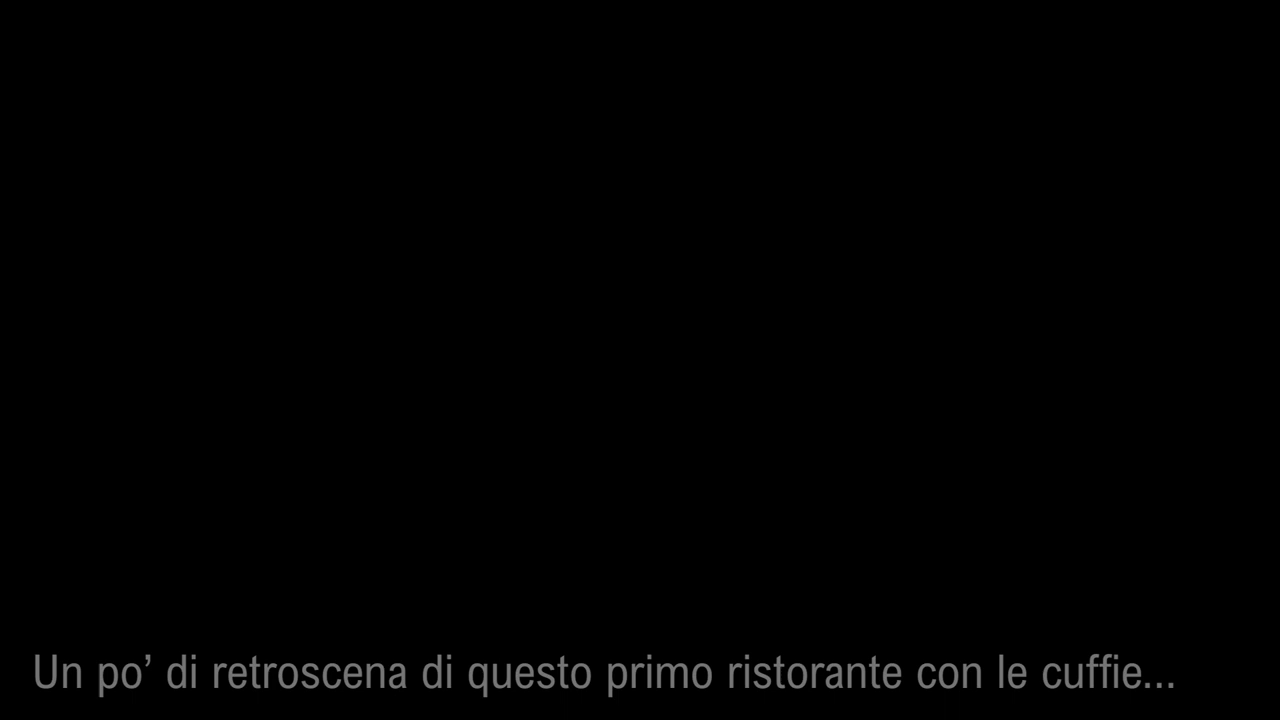 Un po’ di retroscena di questo primo ristorante con le cuffie...